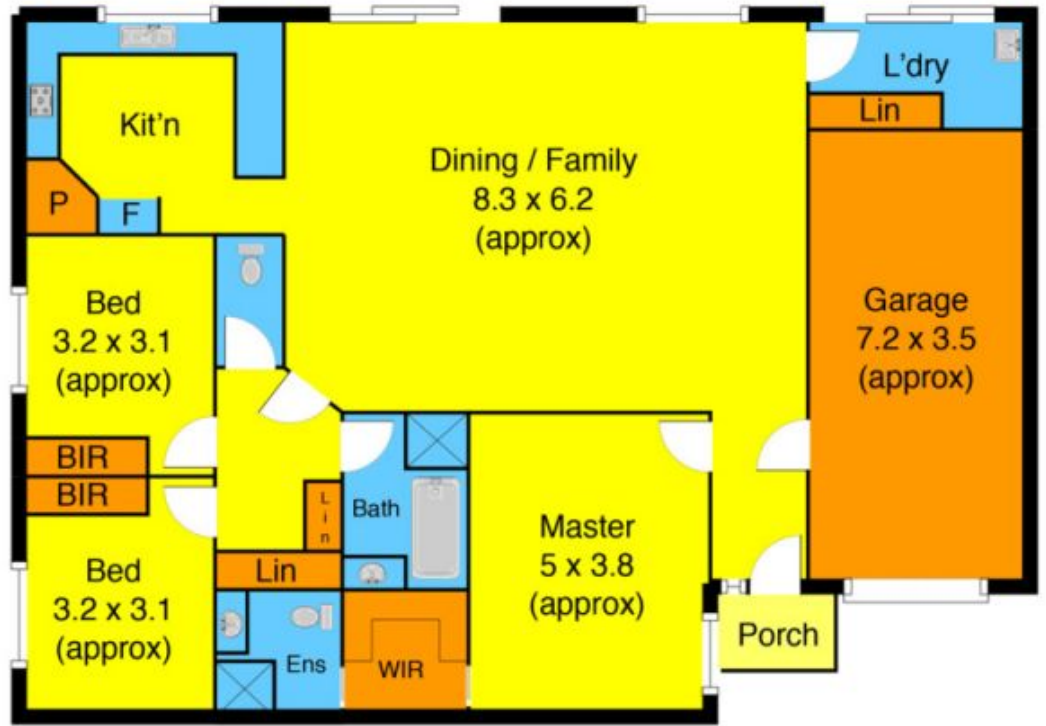 Kit'n
P
F
Dining / Family
8.3 x 6.2
(approx)
L'dry
Lin
Garage
7.2 x 3.5
(approx)
Bed
3.2 x 3.1
(approx)
BIR
BIR
Bed
3.2 x 3.1
(approx)
Lin
Lin
Bath
Ens
WIR
Master
5 x 3.8
(approx)
Porch